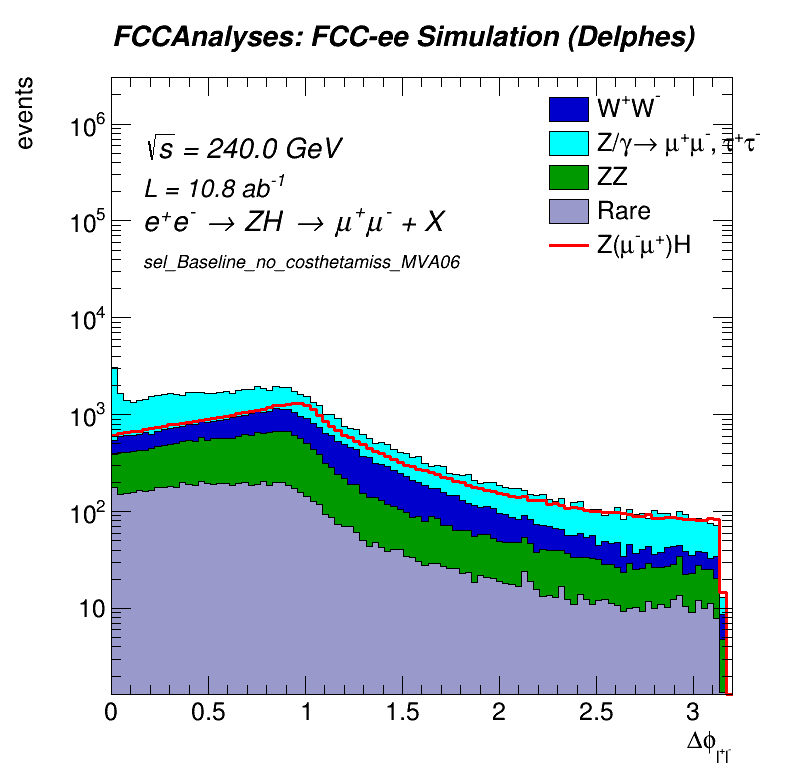 FCCAnalyses: FCC-ee Simulation (Delphes)
events
√s = 240.0 GeV
L = 10.8 ab⁻¹
e⁺e⁻ → ZH → μ⁺μ⁻ + X
sel_Baseline_no_costhetamiss_MVA06
W⁺W⁻
Z/γ→ μ⁺μ⁻, τ⁺τ⁻
ZZ
Rare
Z(μ⁻μ⁺)H
10⁶
10⁵
10⁴
10³
10²
10
0 0.5 1 1.5 2 2.5 3
Δϕ_l⁺l⁻